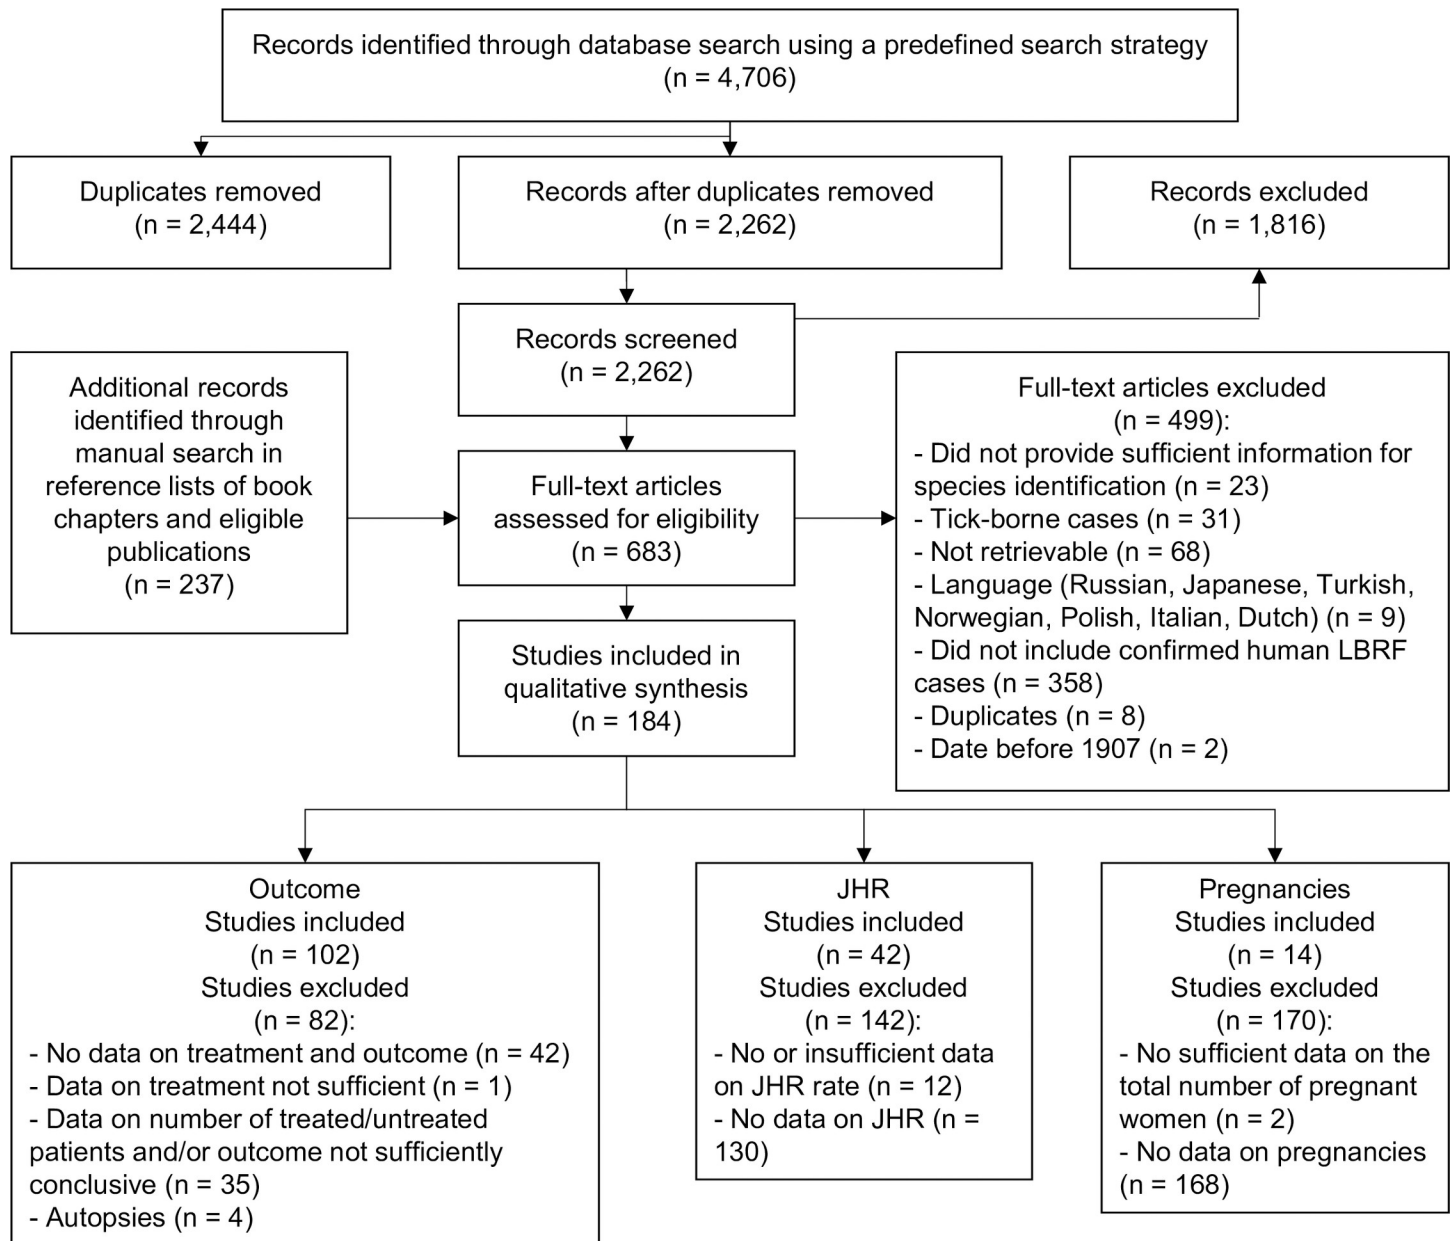 Records identified through database search using a predefined search strategy
(n = 4,706)
Duplicates removed
(n = 2,444)
Records after duplicates removed
(n = 2,262)
Records excluded
(n = 1,816)
Records screened
(n = 2,262)
Additional records
identified through
manual search in
reference lists of book
chapters and eligible
publications
(n = 237)
Full-text articles
assessed for eligibility
(n = 683)
Full-text articles excluded
(n = 499):
- Did not provide sufficient information for
species identification (n = 23)
- Tick-borne cases (n = 31)
- Not retrievable (n = 68)
- Language (Russian, Japanese, Turkish,
Norwegian, Polish, Italian, Dutch) (n = 9)
- Did not include confirmed human LBRF
cases (n = 358)
- Duplicates (n = 8)
- Date before 1907 (n = 2)
Studies included in
qualitative synthesis
(n = 184)
Outcome
Studies included
(n = 102)
Studies excluded
(n = 82):
- No data on treatment and outcome (n = 42)
- Data on treatment not sufficient (n = 1)
- Data on number of treated/untreated
patients and/or outcome not sufficiently
conclusive (n = 35)
- Autopsies (n = 4)
JHR
Studies included
(n = 42)
Studies excluded
(n = 142):
- No or insufficient data
on JHR rate (n = 12)
- No data on JHR (n =
130)
Pregnancies
Studies included
(n = 14)
Studies excluded
(n = 170):
- No sufficient data on the
total number of pregnant
women (n = 2)
- No data on pregnancies
(n = 168)